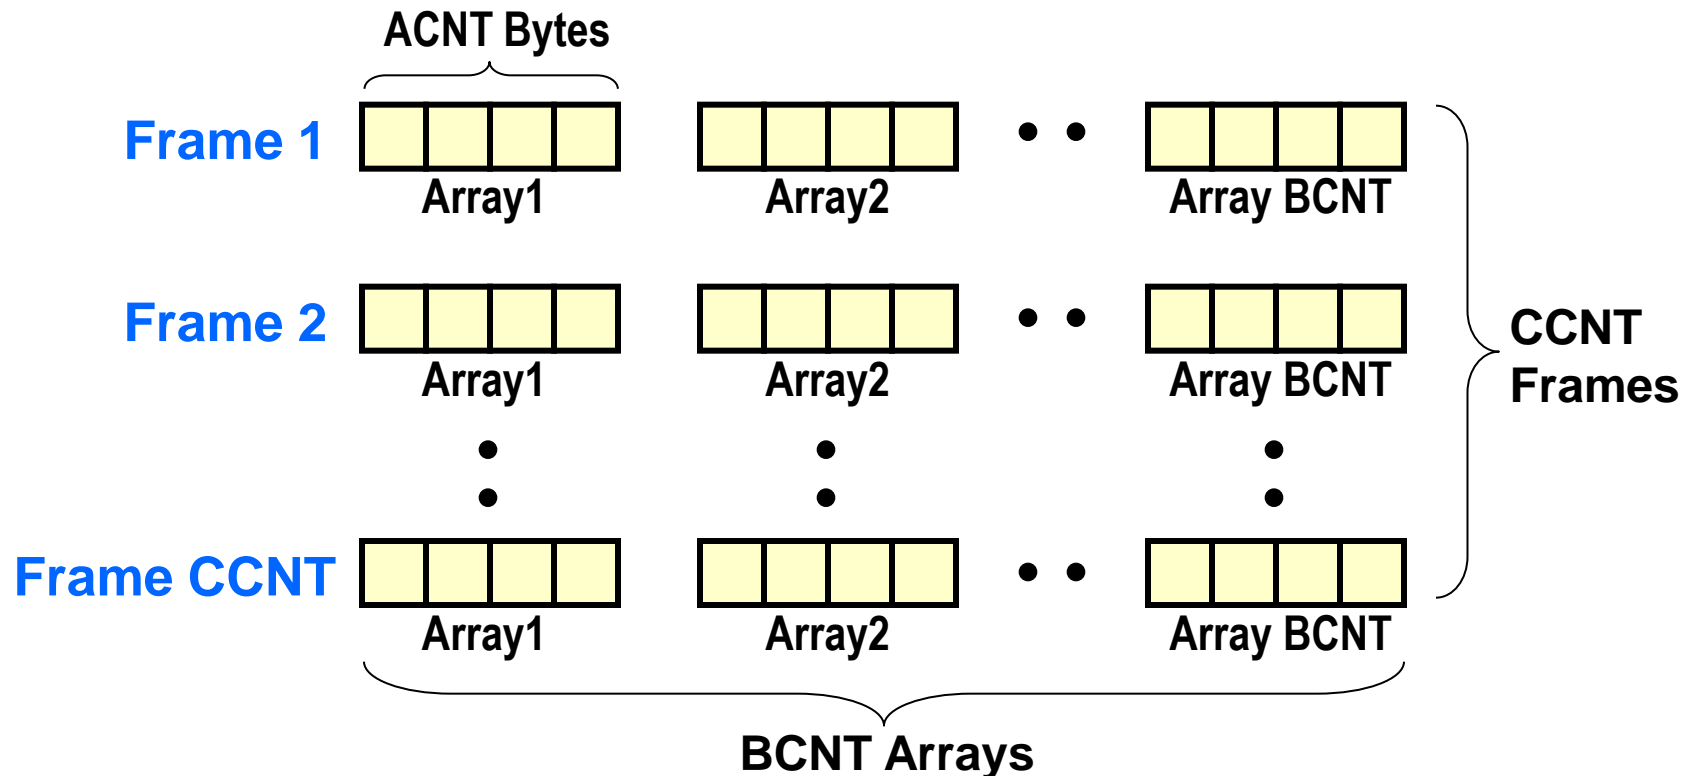 ACNT Bytes
Frame 1
Array1
Array2
Array BCNT
Frame 2
Array1
Array2
Array BCNT
CCNT
Frames
Frame CCNT
Array1
Array2
Array BCNT
BCNT Arrays